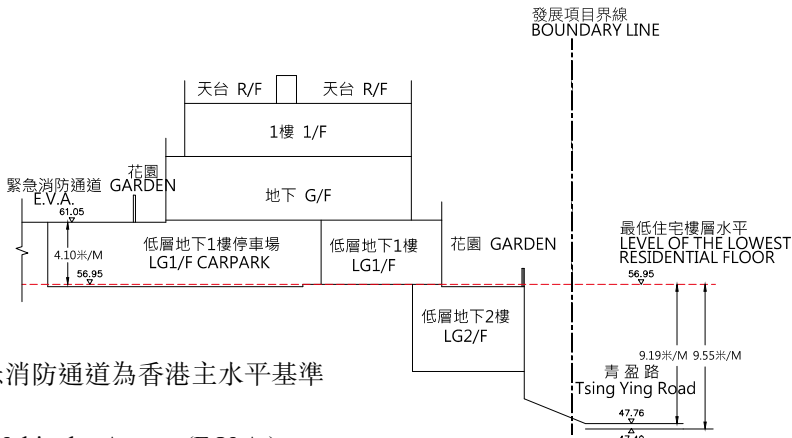 發展項目界線
BOUNDARY LINE
天台 R/F
天台 R/F
1樓 1/F
花園
GARDEN
緊急消防通道
E.V.A.
61.05
地下 G/F
4.10米/M
56.95
低層地下1樓停車場
LG1/F CARPARK
低層地下1樓
LG1/F
花園 GARDEN
最低住宅樓層水平
LEVEL OF THE LOWEST
RESIDENTIAL FLOOR
56.95
低層地下2樓
LG2/F
9.19米/M
9.55米/M
青盈路
Tsing Ying Road
47.76
消防通道為香港主水平基準